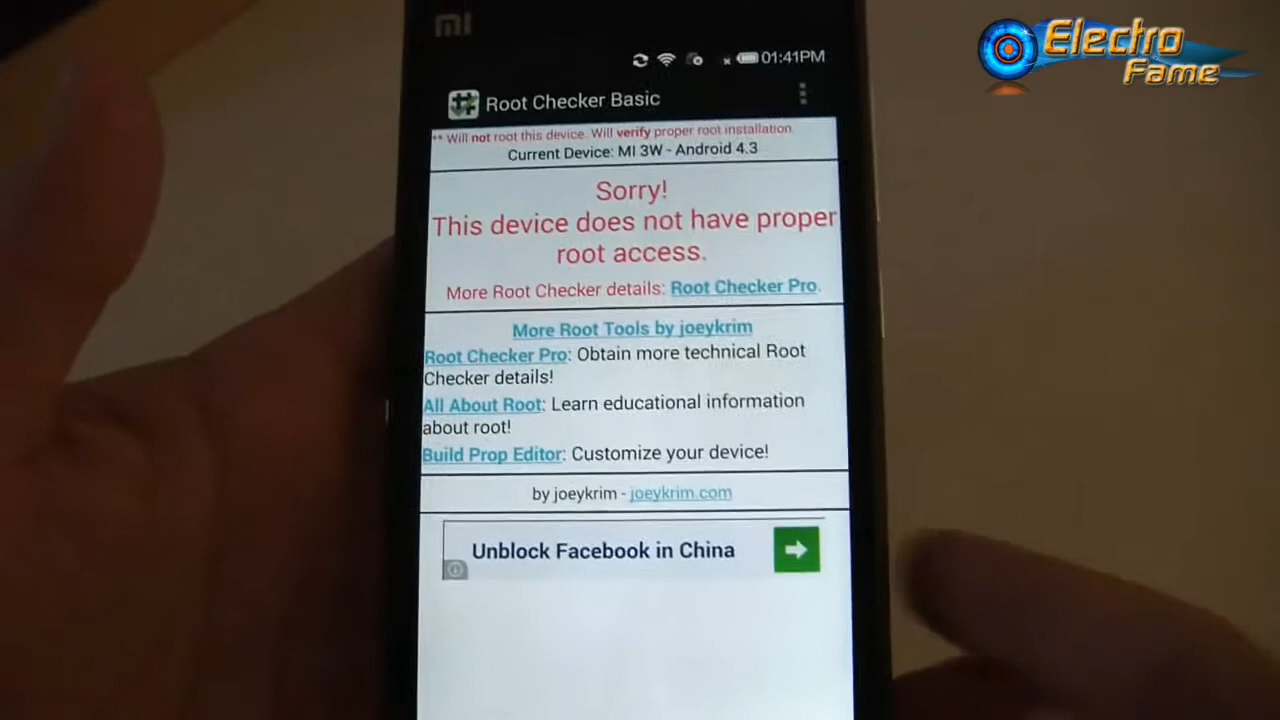 Electro
Fame
MI
01:41PM
Root Checker Basic
** Will not root this device. Will verify proper root installation.
Current Device: MI 3W - Android 4.3
Sorry!
This device does not have proper
root access.
More Root Checker details: Root Checker Pro.
More Root Tools by joeykrim
Root Checker Pro: Obtain more technical Root
Checker details!
All About Root: Learn educational information
about root!
Build Prop Editor: Customize your device!
by joeykrim - joeykrim.com
Unblock Facebook in China